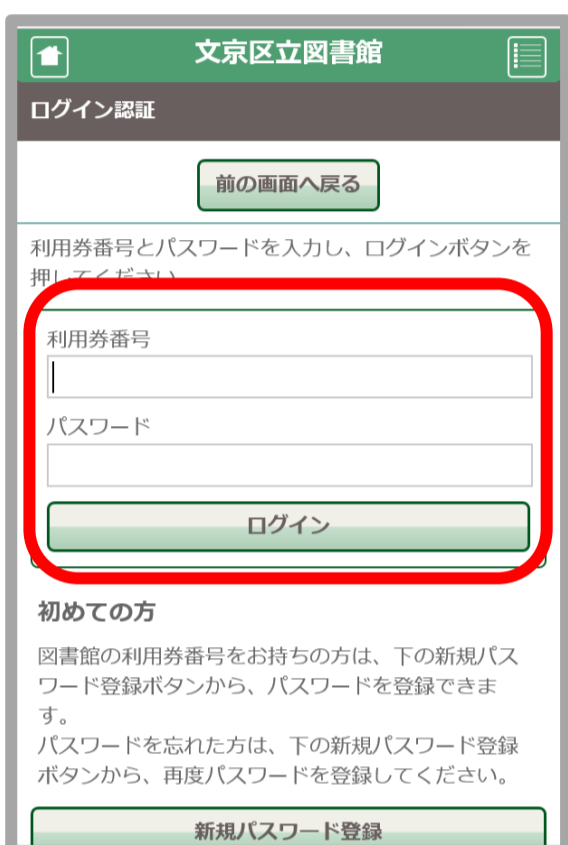 文京区立図書館
ログイン認証
前の画面へ戻る
利用券番号とパスワードを入力し、ログインボタンを
押してください
利用券番号
パスワード
ログイン
初めての方
図書館の利用券番号をお持ちの方は、下の新規パス
ワード登録ボタンから、パスワードを登録できま
す。
パスワードを忘れた方は、下の新規パスワード登録
ボタンから、再度パスワードを登録してください。
新規パスワード登録